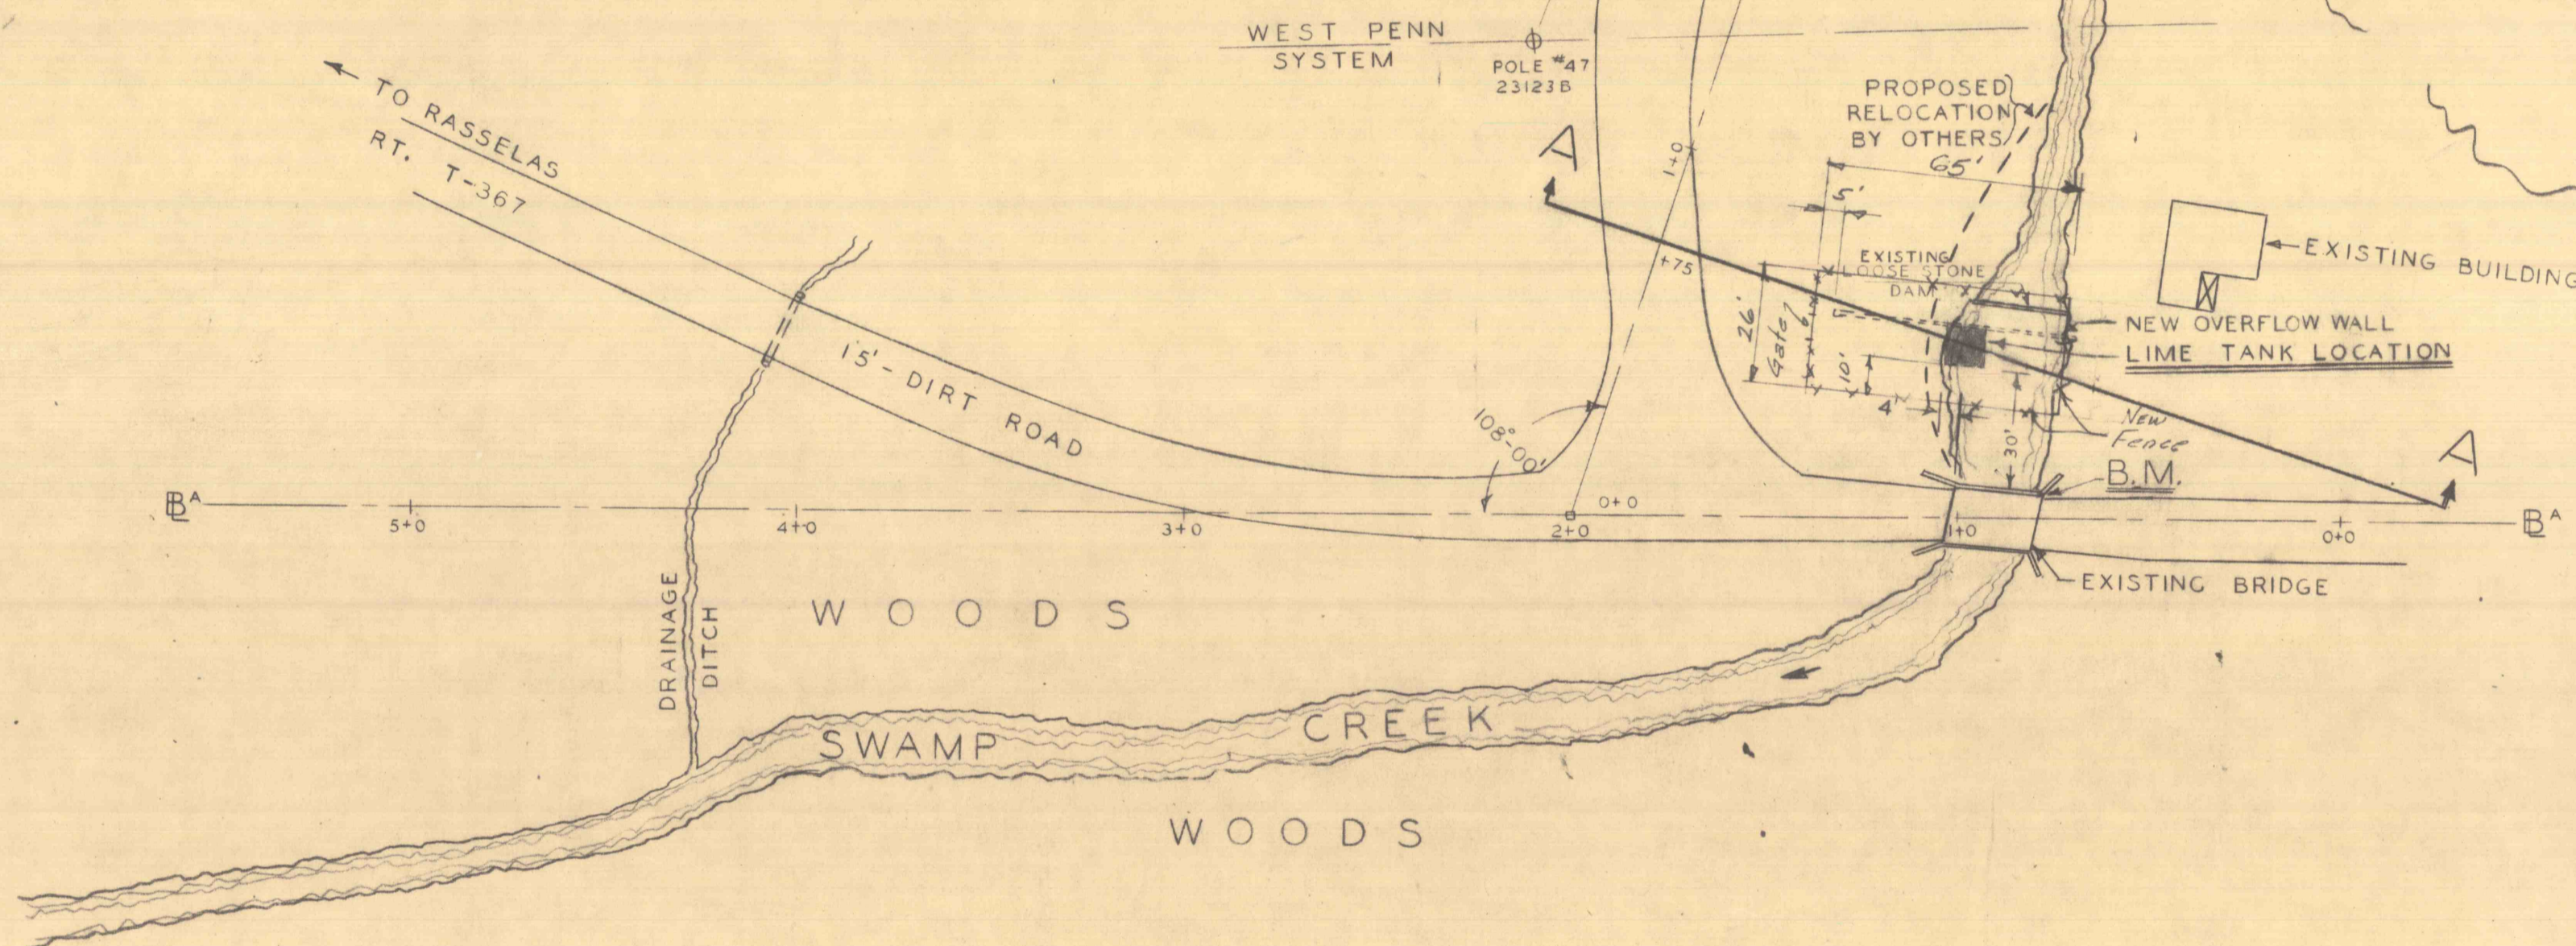 WEST PENN
SYSTEM
POLE #47
23123B
TO RASSELAS
RT. T-367
PROPOSED
RELOCATION
BY OTHERS
65'
5'
A
1+0
+75
EXISTING
LOOSE STONE
DAM
EXISTING BUILDING
NEW OVERFLOW WALL
LIME TANK LOCATION
26'
Gate
10'
4'
30'
New
Fence
B.M.
A
15'- DIRT ROAD
108°-00'
BL A
5+0
4+0
3+0
2+0
0+0
1+0
0+0
BL A
EXISTING BRIDGE
DRAINAGE
DITCH
WOODS
SWAMP CREEK
WOODS